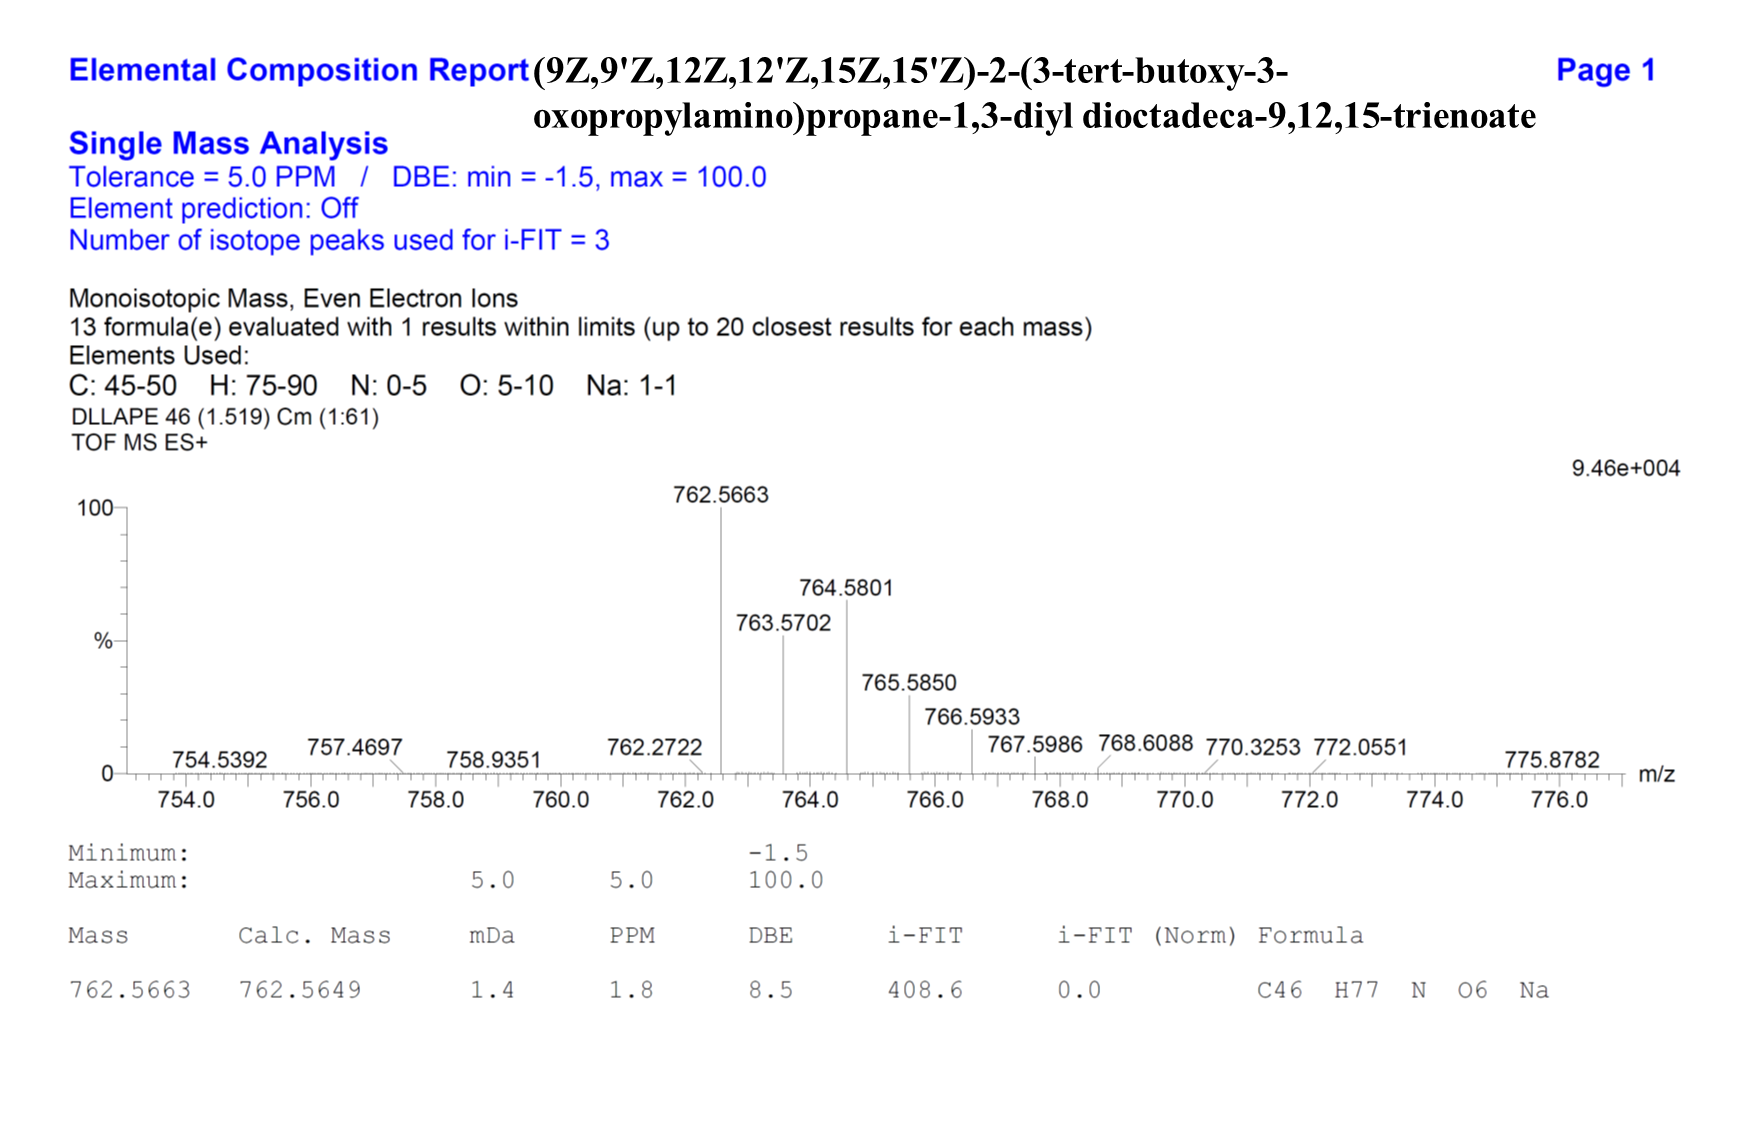 Elemental Composition Report (9Z,9'Z,12Z,12'Z,15Z,15'Z)-2-(3-tert-butoxy-3- Page 1
oxopropylamino)propane-1,3-diyl dioctadeca-9,12,15-trienoate
Single Mass Analysis
Tolerance = 5.0 PPM / DBE: min = -1.5, max = 100.0
Element prediction: Off
Number of isotope peaks used for i-FIT = 3
Monoisotopic Mass, Even Electron Ions
13 formula(e) evaluated with 1 results within limits (up to 20 closest results for each mass)
Elements Used:
C: 45-50 H: 75-90 N: 0-5 O: 5-10 Na: 1-1
DLLAPE 46 (1.519) Cm (1:61)
TOF MS ES+
9.46e+004
762.5663
100
764.5801
763.5702
%
765.5850
766.5933
754.5392 757.4697 758.9351 762.2722 767.5986 768.6088 770.3253 772.0551 775.8782
0 m/z
754.0 756.0 758.0 760.0 762.0 764.0 766.0 768.0 770.0 772.0 774.0 776.0
Minimum: -1.5
Maximum: 5.0 5.0 100.0
Mass Calc. Mass mDa PPM DBE i-FIT i-FIT (Norm) Formula
762.5663 762.5649 1.4 1.8 8.5 408.6 0.0 C46 H77 N O6 Na